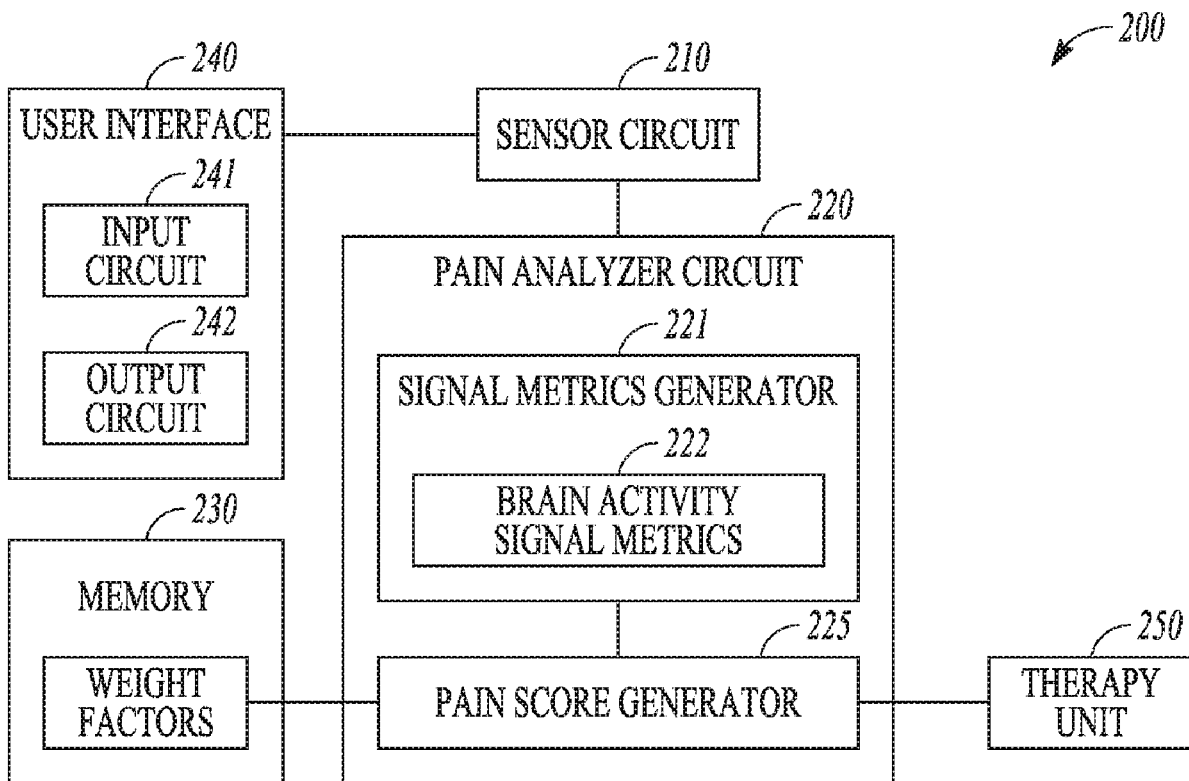 200
240
USER INTERFACE
241
INPUT
CIRCUIT
242
OUTPUT
CIRCUIT
210
SENSOR CIRCUIT
220
PAIN ANALYZER CIRCUIT
221
SIGNAL METRICS GENERATOR
222
BRAIN ACTIVITY
SIGNAL METRICS
230
MEMORY
WEIGHT
FACTORS
225
PAIN SCORE GENERATOR
250
THERAPY
UNIT